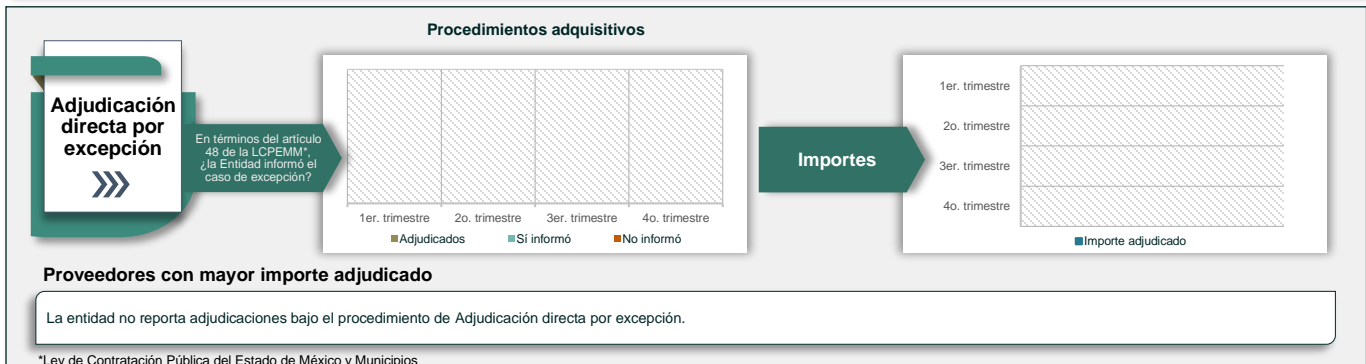 Procedimientos adquisitivos
Adjudicación
directa por
excepción
En términos del artículo
48 de la LCPEMM*,
¿la Entidad informó el
caso de excepción?
1er. trimestre 2o. trimestre 3er. trimestre 4o. trimestre
Adjudicados Sí informó No informó
Importes
1er. trimestre
2o. trimestre
3er. trimestre
4o. trimestre
Importe adjudicado
Proveedores con mayor importe adjudicado
La entidad no reporta adjudicaciones bajo el procedimiento de Adjudicación directa por excepción.
*Ley de Contratación Pública del Estado de México y Municipios